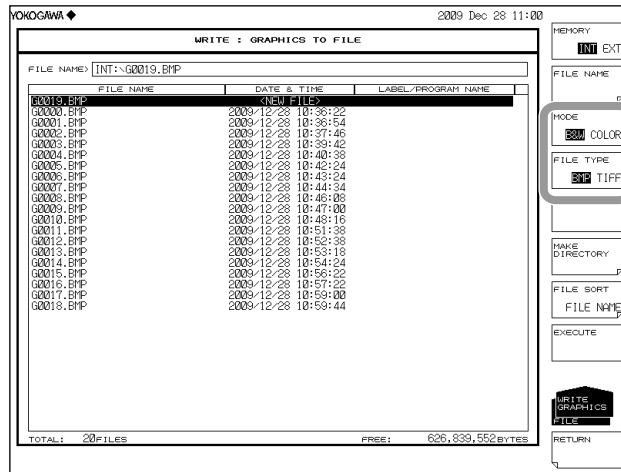 YOKOGAWA ◆ 2009 Dec 28 11:00
WRITE : GRAPHICS TO FILE
FILE NAME> INT:\G0019.BMP
FILE NAME DATE & TIME LABEL/PROGRAM NAME
G0019.BMP <NEW FILE>
G0000.BMP 2009/12/28 10:36:22
G0001.BMP 2009/12/28 10:36:54
G0002.BMP 2009/12/28 10:37:46
G0003.BMP 2009/12/28 10:39:42
G0004.BMP 2009/12/28 10:40:38
G0005.BMP 2009/12/28 10:42:24
G0006.BMP 2009/12/28 10:43:24
G0007.BMP 2009/12/28 10:44:34
G0008.BMP 2009/12/28 10:46:08
G0009.BMP 2009/12/28 10:47:00
G0010.BMP 2009/12/28 10:48:16
G0011.BMP 2009/12/28 10:51:38
G0012.BMP 2009/12/28 10:52:38
G0013.BMP 2009/12/28 10:53:18
G0014.BMP 2009/12/28 10:54:24
G0015.BMP 2009/12/28 10:56:22
G0016.BMP 2009/12/28 10:57:22
G0017.BMP 2009/12/28 10:59:00
G0018.BMP 2009/12/28 10:59:44
TOTAL: 20FILES FREE: 626,839,552BYTES
MEMORY
INT EXT
FILE NAME
MODE
B&W COLOR
FILE TYPE
BMP TIFF
MAKE
DIRECTORY
FILE SORT
FILE NAME
EXECUTE
WRITE
GRAPHICS
FILE
RETURN